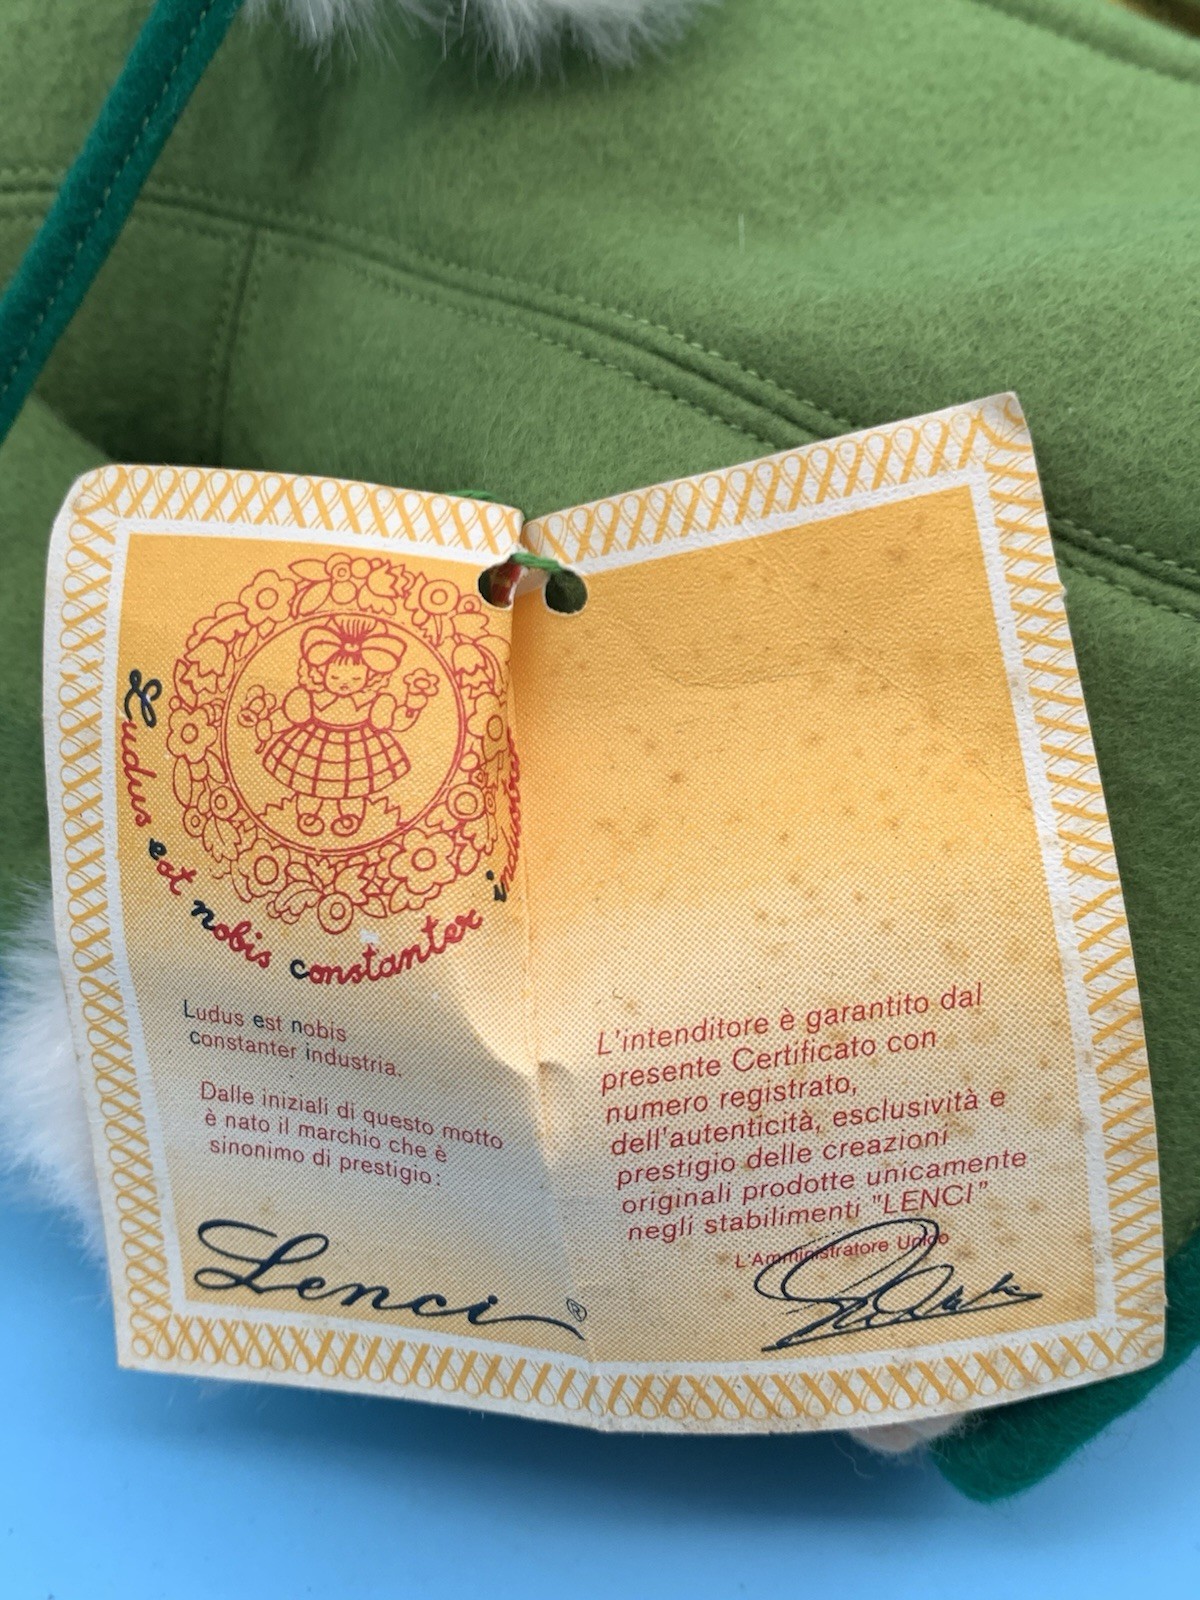 Ludus est nobis constanter industria
Ludus est nobis
constanter industria.
Dalle iniziali di questo motto
è nato il marchio che è
sinonimo di prestigio:
Lenci ®
L'intenditore è garantito dal
presente Certificato con
numero registrato,
dell'autenticità, esclusività e
prestigio delle creazioni
originali prodotte unicamente
negli stabilimenti "LENCI"
L'Amministratore Unico